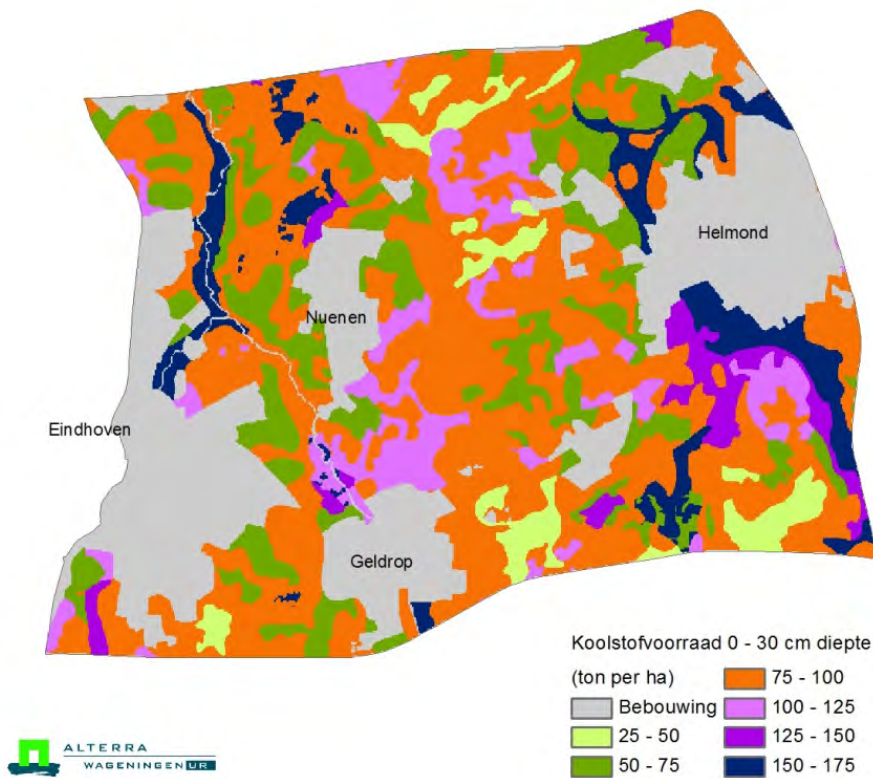 Helmond
Nuenen
Eindhoven
Geldrop
Koolstofvoorraad 0 - 30 cm diepte
(ton per ha)
Bebouwing
25 - 50
50 - 75
75 - 100
100 - 125
125 - 150
150 - 175
ALTERRA
WAGENINGEN UR